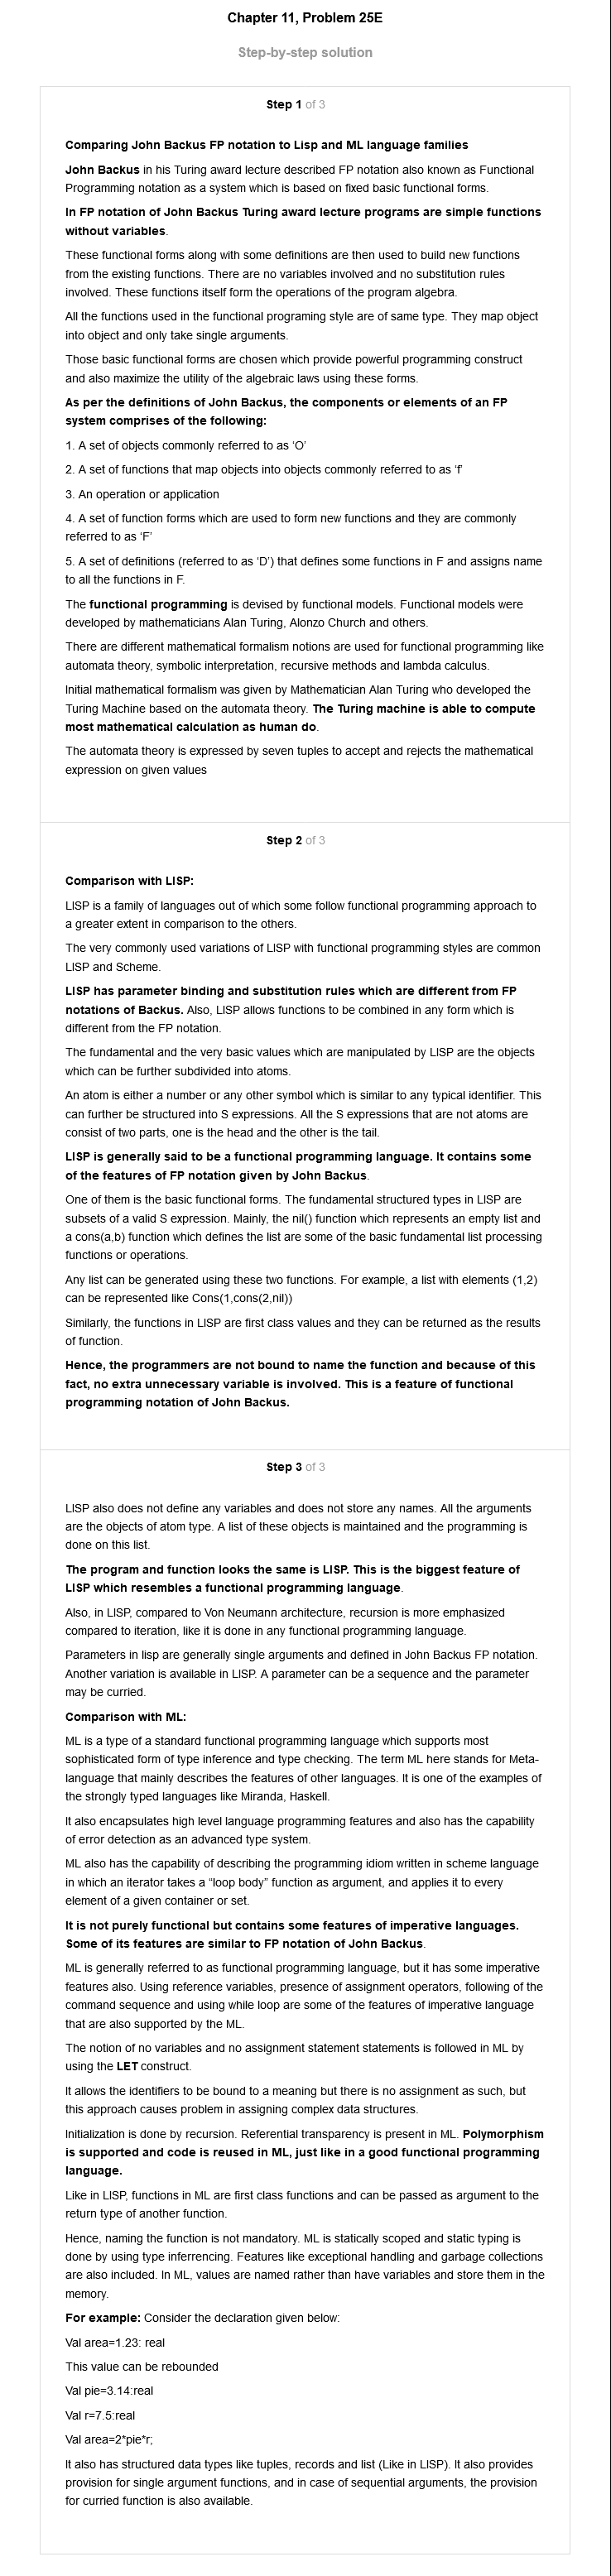 Chapter 11, Problem 25E
Step-by-step solution
Step 1 of 3
Comparing John Backus FP notation to Lisp and ML language families
John Backus in his Turing award lecture described FP notation also known as Functional
Programming notation as a system which is based on fixed basic functional forms.
In FP notation of John Backus Turing award lecture programs are simple functions
without variables.
These functional forms along with some definitions are then used to build new functions
from the existing functions. There are no variables involved and no substitution rules
involved. These functions itself form the operations of the program algebra.
All the functions used in the functional programing style are of same type. They map object
into object and only take single arguments.
Those basic functional forms are chosen which provide powerful programming construct
and also maximize the utility of the algebraic laws using these forms.
As per the definitions of John Backus, the components or elements of an FP
system comprises of the following:
1. A set of objects commonly referred to as ‘O’
2. A set of functions that map objects into objects commonly referred to as ‘f’
3. An operation or application
4. A set of function forms which are used to form new functions and they are commonly
referred to as ‘F’
5. A set of definitions (referred to as ‘D’) that defines some functions in F and assigns name
to all the functions in F.
The functional programming is devised by functional models. Functional models were
developed by mathematicians Alan Turing, Alonzo Church and others.
There are different mathematical formalism notions are used for functional programming like
automata theory, symbolic interpretation, recursive methods and lambda calculus.
Initial mathematical formalism was given by Mathematician Alan Turing who developed the
Turing Machine based on the automata theory. The Turing machine is able to compute
most mathematical calculation as human do.
The automata theory is expressed by seven tuples to accept and rejects the mathematical
expression on given values
Step 2 of 3
Comparison with LISP:
LISP is a family of languages out of which some follow functional programming approach to
a greater extent in comparison to the others.
The very commonly used variations of LISP with functional programming styles are common
LISP and Scheme.
LISP has parameter binding and substitution rules which are different from FP
notations of Backus. Also, LISP allows functions to be combined in any form which is
different from the FP notation.
The fundamental and the very basic values which are manipulated by LISP are the objects
which can be further subdivided into atoms.
An atom is either a number or any other symbol which is similar to any typical identifier. This
can further be structured into S expressions. All the S expressions that are not atoms are
consist of two parts, one is the head and the other is the tail.
LISP is generally said to be a functional programming language. It contains some
of the features of FP notation given by John Backus.
One of them is the basic functional forms. The fundamental structured types in LISP are
subsets of a valid S expression. Mainly, the nil() function which represents an empty list and
a cons(a,b) function which defines the list are some of the basic fundamental list processing
functions or operations.
Any list can be generated using these two functions. For example, a list with elements (1,2)
can be represented like Cons(1,cons(2,nil))
Similarly, the functions in LISP are first class values and they can be returned as the results
of function.
Hence, the programmers are not bound to name the function and because of this
fact, no extra unnecessary variable is involved. This is a feature of functional
programming notation of John Backus.
Step 3 of 3
LISP also does not define any variables and does not store any names. All the arguments
are the objects of atom type. A list of these objects is maintained and the programming is
done on this list.
The program and function looks the same is LISP. This is the biggest feature of
LISP which resembles a functional programming language.
Also, in LISP, compared to Von Neumann architecture, recursion is more emphasized
compared to iteration, like it is done in any functional programming language.
Parameters in lisp are generally single arguments and defined in John Backus FP notation.
Another variation is available in LISP. A parameter can be a sequence and the parameter
may be curried.
Comparison with ML:
ML is a type of a standard functional programming language which supports most
sophisticated form of type inference and type checking. The term ML here stands for Meta-
language that mainly describes the features of other languages. It is one of the examples of
the strongly typed languages like Miranda, Haskell.
It also encapsulates high level language programming features and also has the capability
of error detection as an advanced type system.
ML also has the capability of describing the programming idiom written in scheme language
in which an iterator takes a “loop body” function as argument, and applies it to every
element of a given container or set.
It is not purely functional but contains some features of imperative languages.
Some of its features are similar to FP notation of John Backus.
ML is generally referred to as functional programming language, but it has some imperative
features also. Using reference variables, presence of assignment operators, following of the
command sequence and using while loop are some of the features of imperative language
that are also supported by the ML.
The notion of no variables and no assignment statement statements is followed in ML by
using the LET construct.
It allows the identifiers to be bound to a meaning but there is no assignment as such, but
this approach causes problem in assigning complex data structures.
Initialization is done by recursion. Referential transparency is present in ML. Polymorphism
is supported and code is reused in ML, just like in a good functional programming
language.
Like in LISP, functions in ML are first class functions and can be passed as argument to the
return type of another function.
Hence, naming the function is not mandatory. ML is statically scoped and static typing is
done by using type inferrencing. Features like exceptional handling and garbage collections
are also included. In ML, values are named rather than have variables and store them in the
memory.
For example: Consider the declaration given below:
Val area=1.23: real
This value can be rebounded
Val pie=3.14:real
Val r=7.5:real
Val area=2*pie*r;
It also has structured data types like tuples, records and list (Like in LISP). It also provides
provision for single argument functions, and in case of sequential arguments, the provision
for curried function is also available.